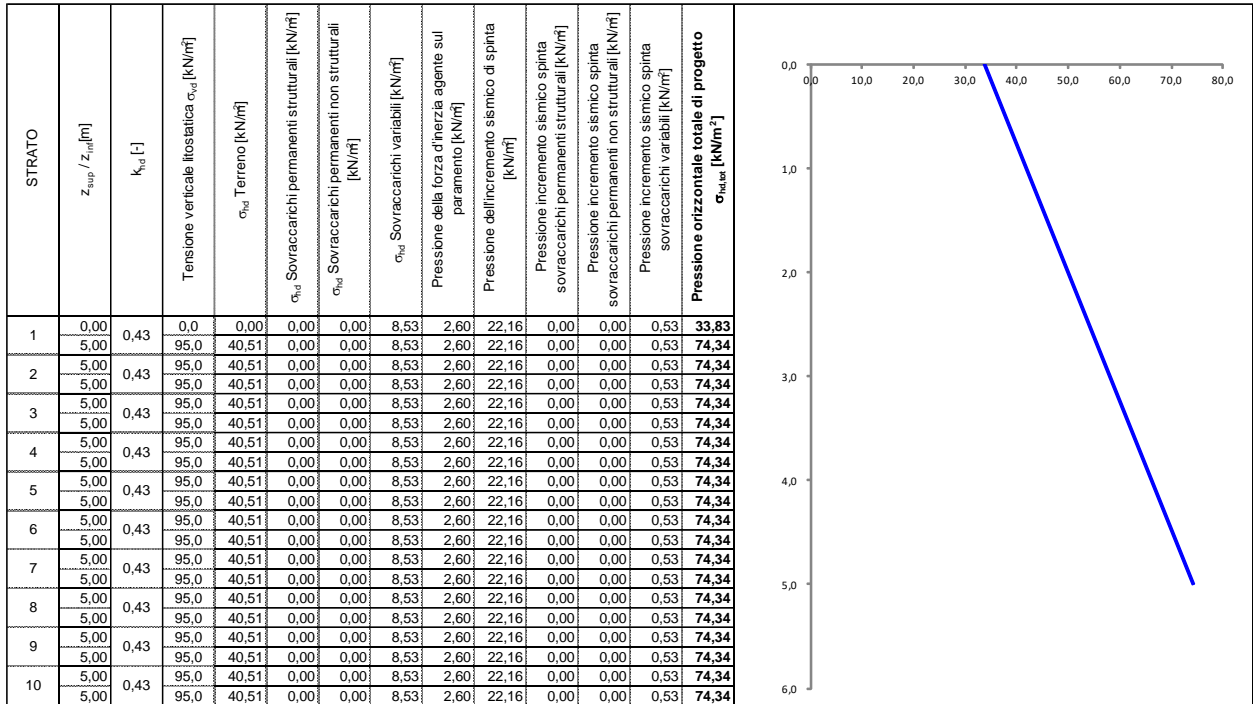 STRATO
z sup / z inf [m]
k hd [-]
Tensione verticale litostatica σvd [kN/m²]
σhd Terreno [kN/m²]
σhd Sovraccarichi permanenti strutturali [kN/m²]
σhd Sovraccarichi permanenti non strutturali
[kN/m²]
σhd Sovraccarichi variabili [kN/m²]
Pressione della forza d'inerzia agente sul
paramento [kN/m²]
Pressione dell'incremento sismico di spinta
[kN/m²]
Pressione incremento sismico spinta
sovraccarichi permanenti strutturali [kN/m²]
Pressione incremento sismico spinta
sovraccarichi permanenti non strutturali [kN/m²]
Pressione incremento sismico spinta
sovraccarichi variabili [kN/m²]
Pressione orizzontale totale di progetto
σhd,tot [kN/m²]
1 0,43
0,00 0,0 0,00 0,00 0,00 8,53 2,60 22,16 0,00 0,00 0,53 33,83
5,00 95,0 40,51 0,00 0,00 8,53 2,60 22,16 0,00 0,00 0,53 74,34
2 0,43
5,00 95,0 40,51 0,00 0,00 8,53 2,60 22,16 0,00 0,00 0,53 74,34
5,00 95,0 40,51 0,00 0,00 8,53 2,60 22,16 0,00 0,00 0,53 74,34
3 0,43
5,00 95,0 40,51 0,00 0,00 8,53 2,60 22,16 0,00 0,00 0,53 74,34
5,00 95,0 40,51 0,00 0,00 8,53 2,60 22,16 0,00 0,00 0,53 74,34
4 0,43
5,00 95,0 40,51 0,00 0,00 8,53 2,60 22,16 0,00 0,00 0,53 74,34
5,00 95,0 40,51 0,00 0,00 8,53 2,60 22,16 0,00 0,00 0,53 74,34
5 0,43
5,00 95,0 40,51 0,00 0,00 8,53 2,60 22,16 0,00 0,00 0,53 74,34
5,00 95,0 40,51 0,00 0,00 8,53 2,60 22,16 0,00 0,00 0,53 74,34
6 0,43
5,00 95,0 40,51 0,00 0,00 8,53 2,60 22,16 0,00 0,00 0,53 74,34
5,00 95,0 40,51 0,00 0,00 8,53 2,60 22,16 0,00 0,00 0,53 74,34
7 0,43
5,00 95,0 40,51 0,00 0,00 8,53 2,60 22,16 0,00 0,00 0,53 74,34
5,00 95,0 40,51 0,00 0,00 8,53 2,60 22,16 0,00 0,00 0,53 74,34
8 0,43
5,00 95,0 40,51 0,00 0,00 8,53 2,60 22,16 0,00 0,00 0,53 74,34
5,00 95,0 40,51 0,00 0,00 8,53 2,60 22,16 0,00 0,00 0,53 74,34
9 0,43
5,00 95,0 40,51 0,00 0,00 8,53 2,60 22,16 0,00 0,00 0,53 74,34
5,00 95,0 40,51 0,00 0,00 8,53 2,60 22,16 0,00 0,00 0,53 74,34
10 0,43
5,00 95,0 40,51 0,00 0,00 8,53 2,60 22,16 0,00 0,00 0,53 74,34
5,00 95,0 40,51 0,00 0,00 8,53 2,60 22,16 0,00 0,00 0,53 74,34
0,0 10,0 20,0 30,0 40,0 50,0 60,0 70,0 80,0
0,0
1,0
2,0
3,0
4,0
5,0
6,0